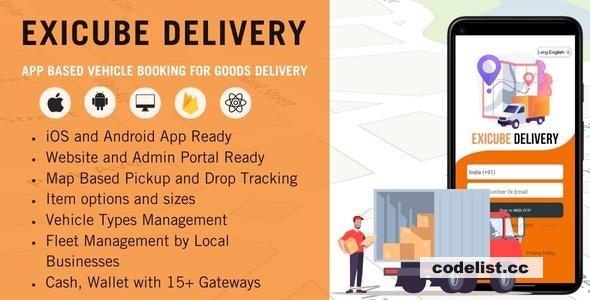 EXICUBE DELIVERY
APP BASED VEHICLE BOOKING FOR GOODS DELIVERY
• iOS and Android App Ready
• Website and Admin Portal Ready
• Map Based Pickup and Drop Tracking
• Item options and sizes
• Vehicle Types Management
• Fleet Management by Local
Businesses
• Cash, Wallet with 15+ Gateways
Lang English
EXICUBE DELIVERY
India (+91)
Number Or Email
Sign In With OTP
Privacy Policy
codelist.cc